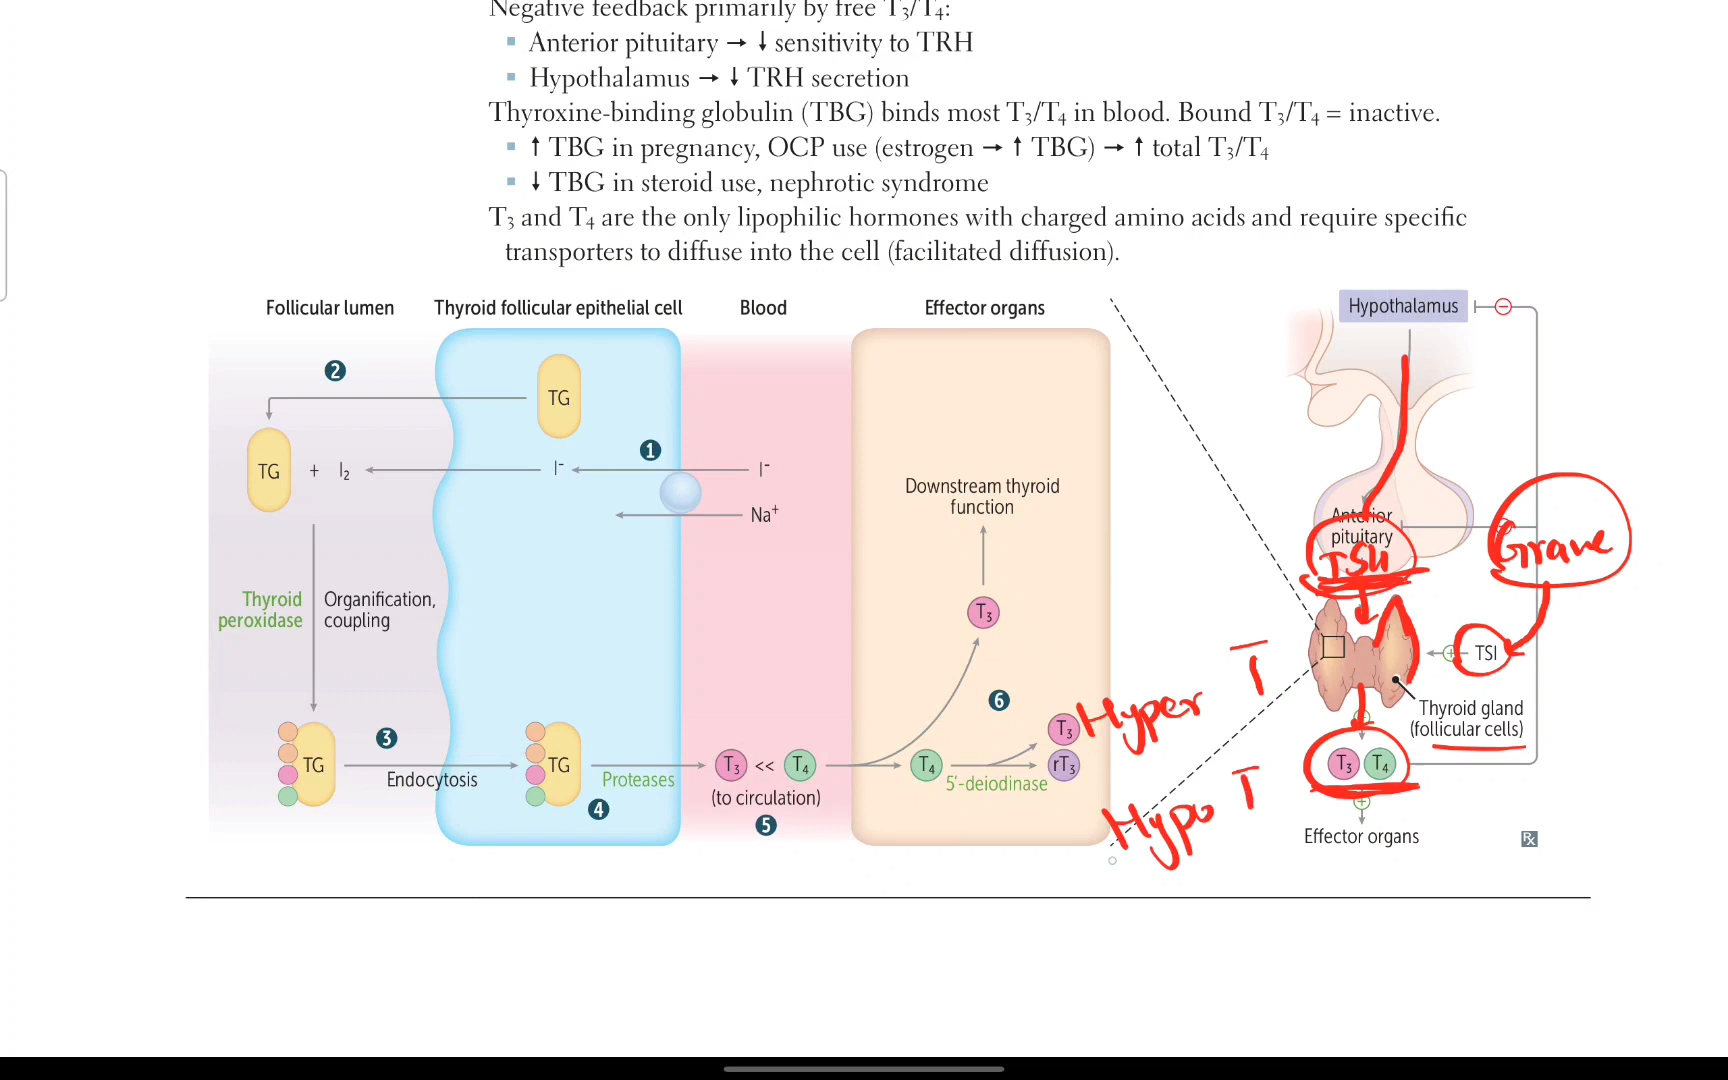 Negative feedback primarily by free T3/T4:
▪ Anterior pituitary → ↓ sensitivity to TRH
▪ Hypothalamus → ↓ TRH secretion
Thyroxine-binding globulin (TBG) binds most T3/T4 in blood. Bound T3/T4 = inactive.
▪ ↑ TBG in pregnancy, OCP use (estrogen → ↑ TBG) → ↑ total T3/T4
▪ ↓ TBG in steroid use, nephrotic syndrome
T3 and T4 are the only lipophilic hormones with charged amino acids and require specific
transporters to diffuse into the cell (facilitated diffusion).
Follicular lumen
Thyroid follicular epithelial cell
Blood
Effector organs
2
TG
TG + I2
1
I⁻
I⁻
Na⁺
Thyroid
peroxidase
Organification,
coupling
3
TG
Endocytosis
TG
4
Proteases
T3 << T4
(to circulation)
5
Downstream thyroid
function
T3
6
T4
5'-deiodinase
T3
rT3
Hyper T
Hypo T
Hypothalamus
−
Anterior
pituitary
TSH
Grave
+
TSI
Thyroid gland
(follicular cells)
T3 T4
+
Effector organs
Rx